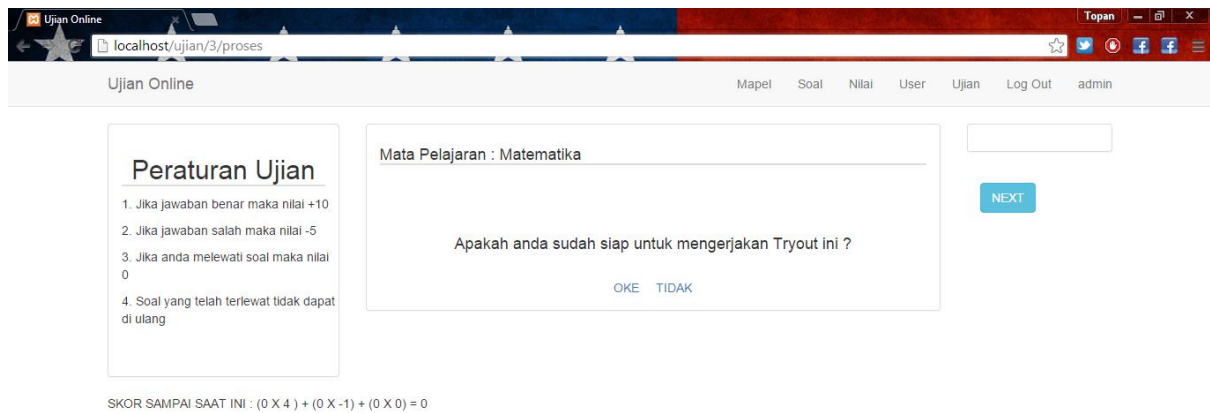 Ujian Online
Topan
localhost/ujian/3/proses
Ujian Online Mapel Soal Nilai User Ujian Log Out admin
Peraturan Ujian
1. Jika jawaban benar maka nilai +10
2. Jika jawaban salah maka nilai -5
3. Jika anda melewati soal maka nilai
0
4. Soal yang telah terlewat tidak dapat
di ulang
Mata Pelajaran : Matematika
Apakah anda sudah siap untuk mengerjakan Tryout ini ?
OKE TIDAK
NEXT
SKOR SAMPAI SAAT INI : (0 X 4 ) + (0 X -1) + (0 X 0) = 0